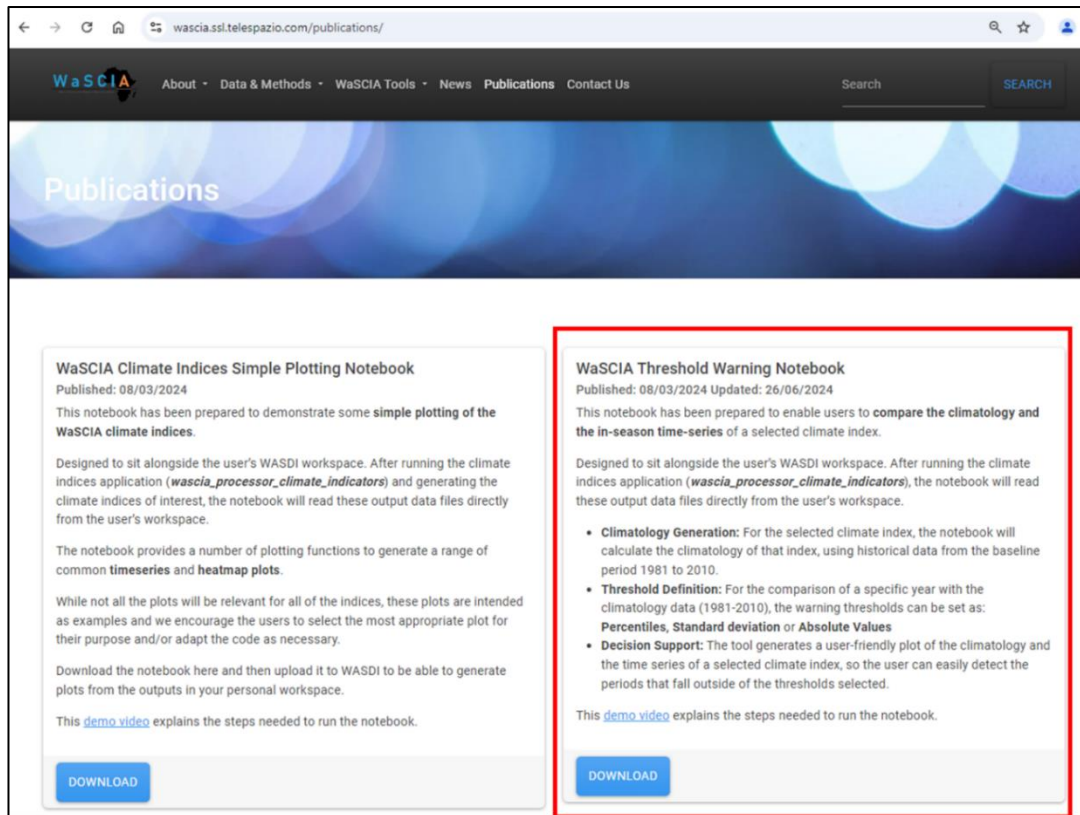 wascia.ssl.telespazio.com/publications/
WaSCIA About Data & Methods WaSCIA Tools News Publications Contact Us Search SEARCH
Publications
WaSCIA Climate Indices Simple Plotting Notebook
Published: 08/03/2024
This notebook has been prepared to demonstrate some simple plotting of the
WaSCIA climate indices.
Designed to sit alongside the user's WASDI workspace. After running the climate
indices application (wascia_processor_climate_indicators) and generating the
climate indices of interest, the notebook will read these output data files directly
from the user's workspace.
The notebook provides a number of plotting functions to generate a range of
common timeseries and heatmap plots.
While not all the plots will be relevant for all of the indices, these plots are intended
as examples and we encourage the users to select the most appropriate plot for
their purpose and/or adapt the code as necessary.
Download the notebook here and then upload it to WASDI to be able to generate
plots from the outputs in your personal workspace.
This demo video explains the steps needed to run the notebook.
DOWNLOAD
WaSCIA Threshold Warning Notebook
Published: 08/03/2024 Updated: 26/06/2024
This notebook has been prepared to enable users to compare the climatology and
the in-season time-series of a selected climate index.
Designed to sit alongside the user's WASDI workspace. After running the climate
indices application (wascia_processor_climate_indicators), the notebook will read
these output data files directly from the user's workspace.
• Climatology Generation: For the selected climate index, the notebook will
calculate the climatology of that index, using historical data from the baseline
period 1981 to 2010.
• Threshold Definition: For the comparison of a specific year with the
climatology data (1981-2010), the warning thresholds can be set as:
Percentiles, Standard deviation or Absolute Values
• Decision Support: The tool generates a user-friendly plot of the climatology and
the time series of a selected climate index, so the user can easily detect the
periods that fall outside of the thresholds selected.
This demo video explains the steps needed to run the notebook.
DOWNLOAD